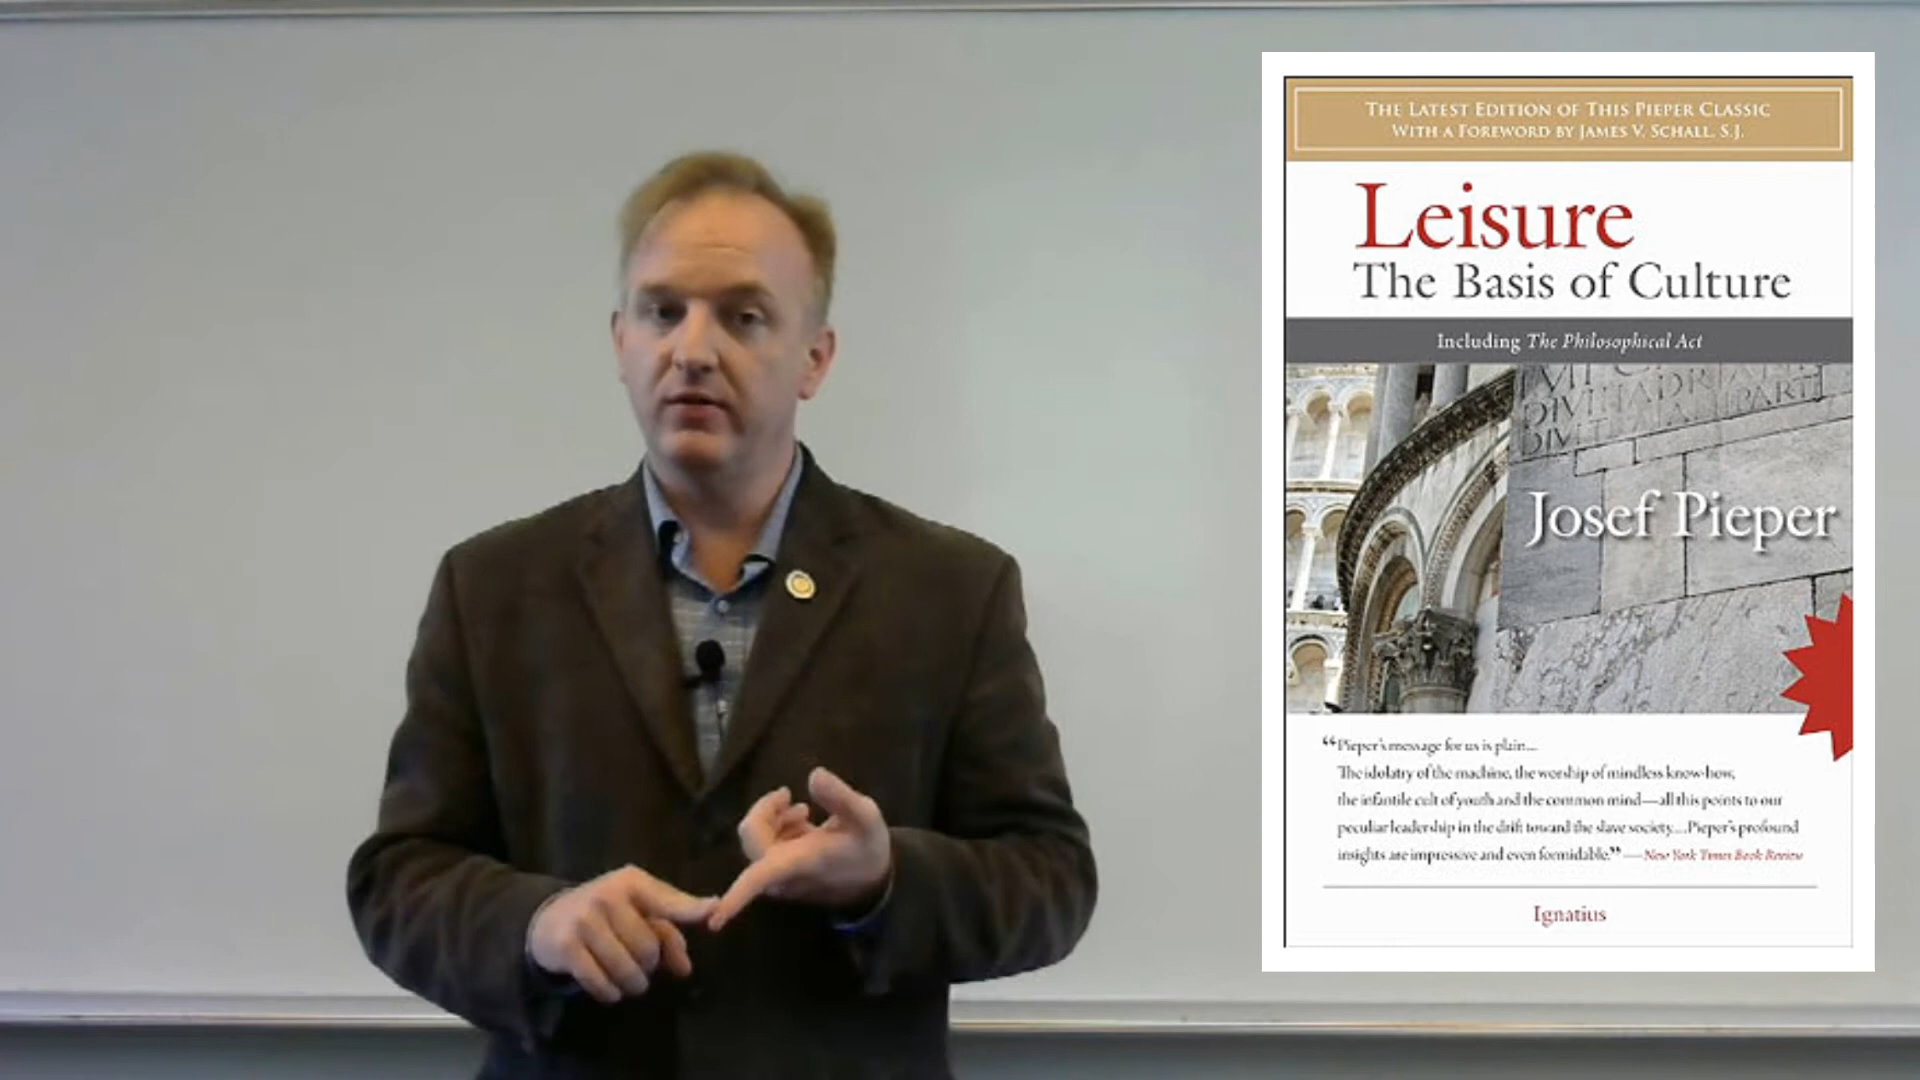 THE LATEST EDITION OF THIS PIEPER CLASSIC
WITH A FOREWORD BY JAMES V. SCHALL, S.J.
Leisure
The Basis of Culture
Including The Philosophical Act
DIVI HADR
PARTH
DIVI
Josef Pieper
“Pieper's message for us is plain...
The idolatry of the machine, the worship of mindless know-how,
the infantile cult of youth and the common mind—all this points to our
peculiar leadership in the drift toward the slave society....Pieper's profound
insights are impressive and even formidable.”—New York Times Book Review
Ignatius